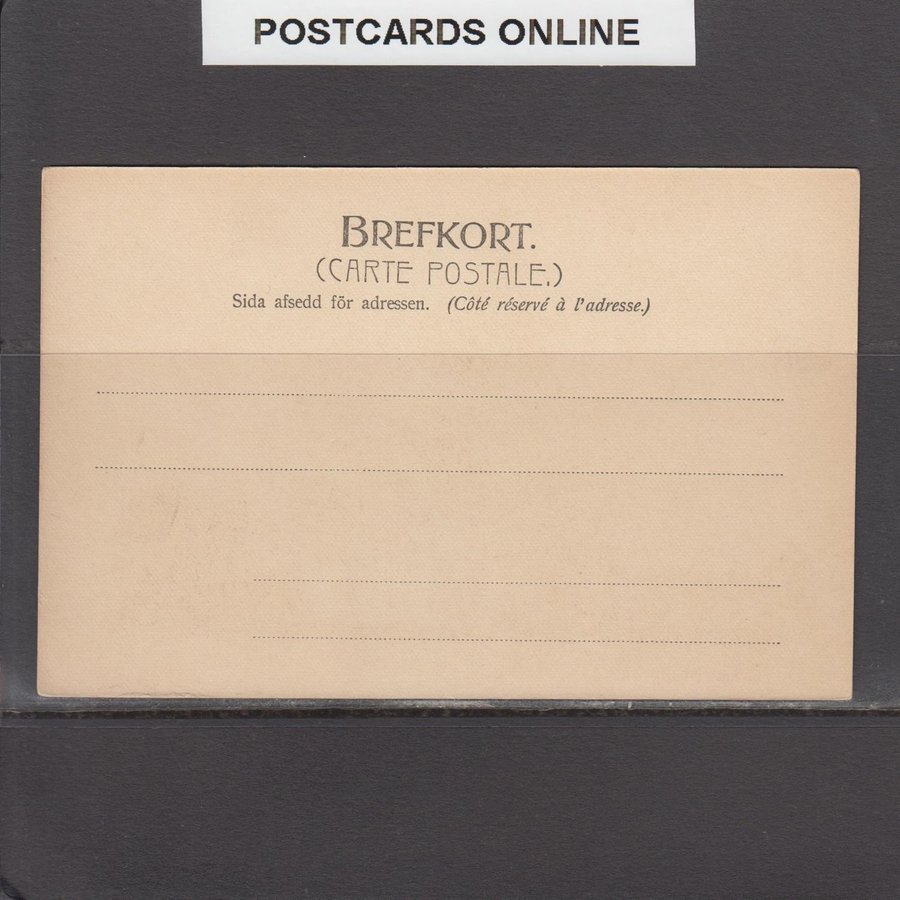 POSTCARDS ONLINE
BREFKORT.
(CARTE POSTALE.)
Sida afsedd för adressen. (Côté réservé à l'adresse.)